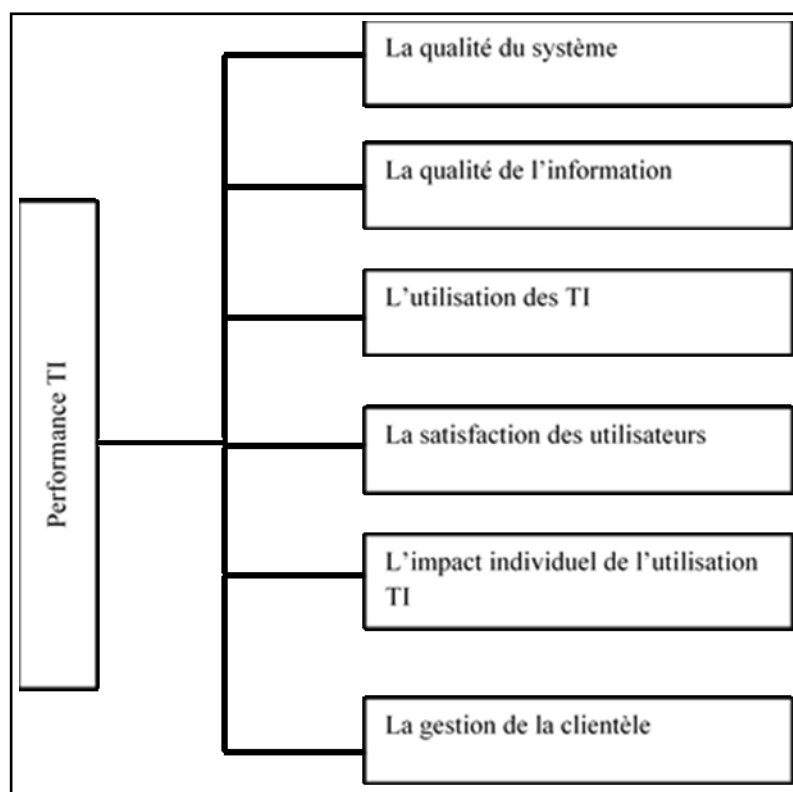 Performance TI
La qualité du système
La qualité de l’information
L’utilisation des TI
La satisfaction des utilisateurs
L’impact individuel de l’utilisation
TI
La gestion de la clientèle